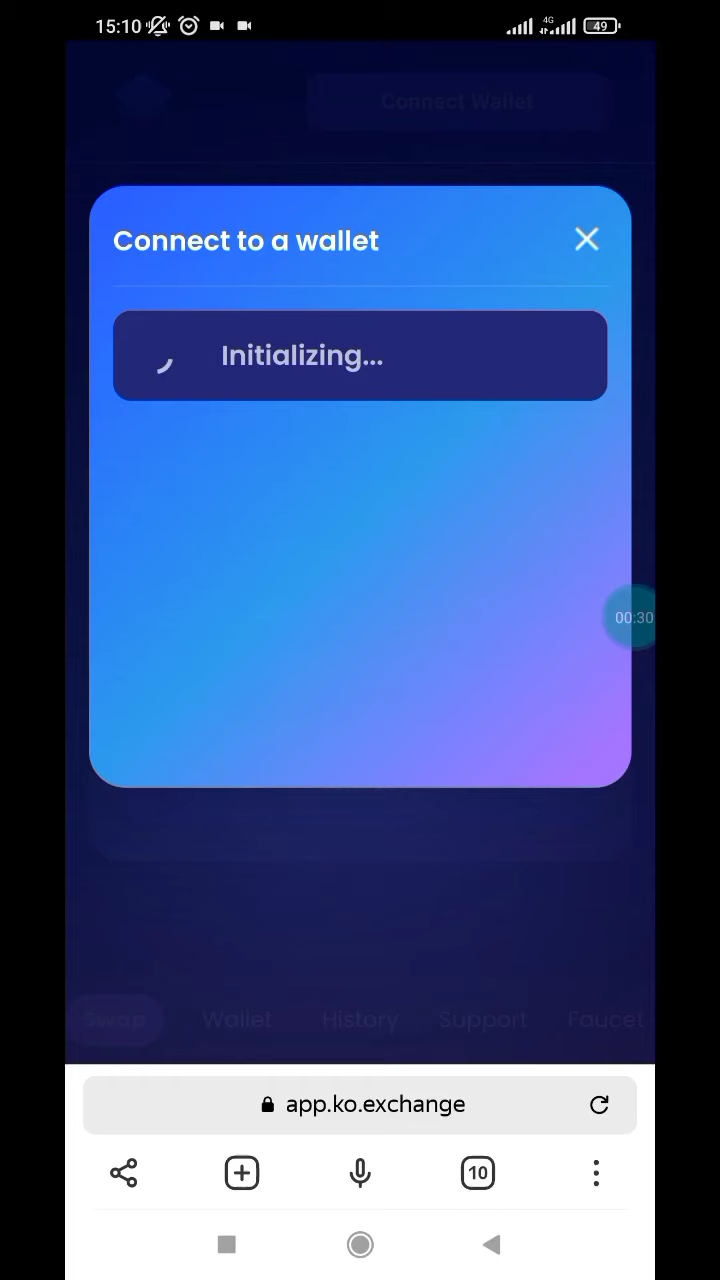 15:10 4G 49
Connect Wallet
Connect to a wallet
Initializing...
00:30
Swap Wallet History Support Faucet
app.ko.exchange
10